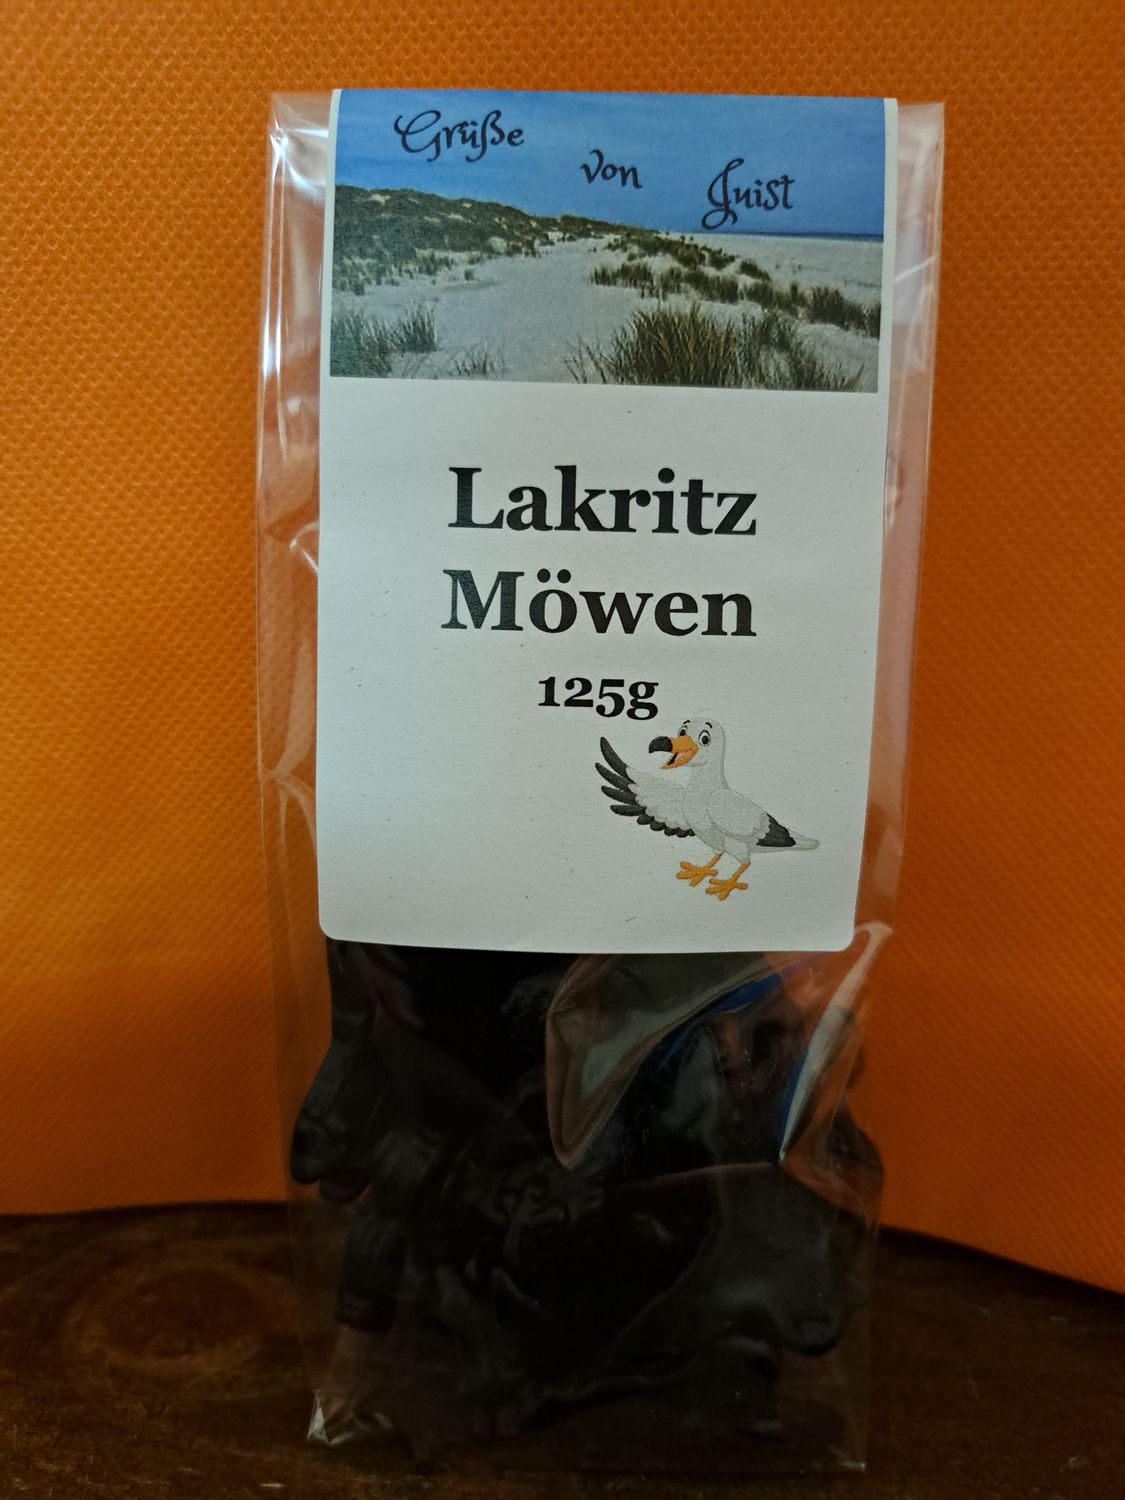 Grüße von Juist
Lakritz
Möwen
125g